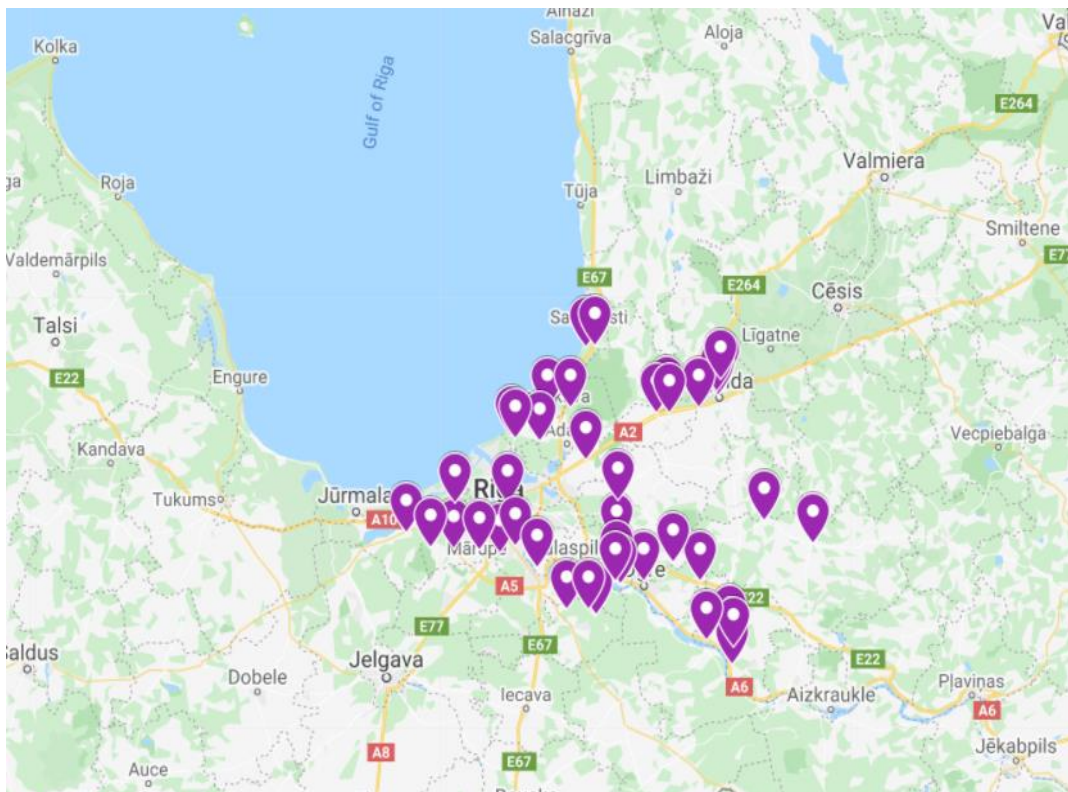 Ainaži
Salacgrīva
Aloja
Kolka
E264
Gulf of Riga
Valmiera
Roja
Tūja
Limbaži
Smiltene
Valdemārpils
E67
E77
E264
Cēsis
Talsi
Līgatne
E22
Engure
A2
Kandava
Vecpiebalga
Tukums
Jūrmala
Rīga
A10
Mārupe
A5
E22
E77
E67
E22
Jelgava
Dobele
A6
Aizkraukle
Pļaviņas
Iecava
A6
A8
E67
Jēkabpils
Auce